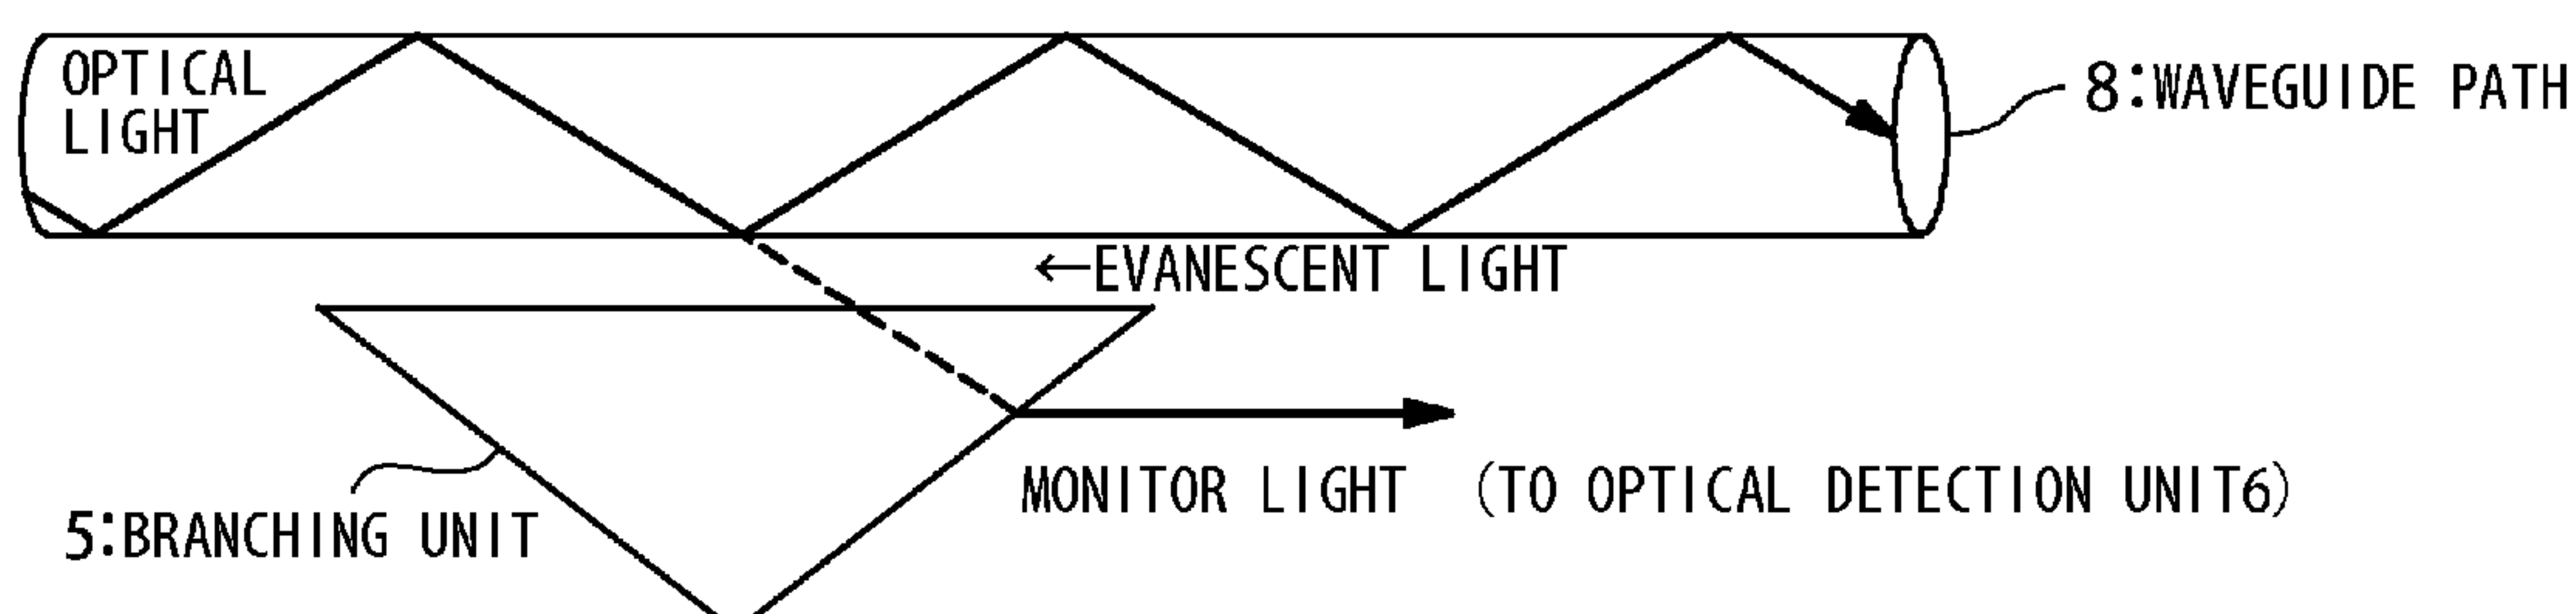 OPTICAL
LIGHT
8:WAVEGUIDE PATH
←EVANESCENT LIGHT
MONITOR LIGHT (TO OPTICAL DETECTION UNIT6)
5:BRANCHING UNIT